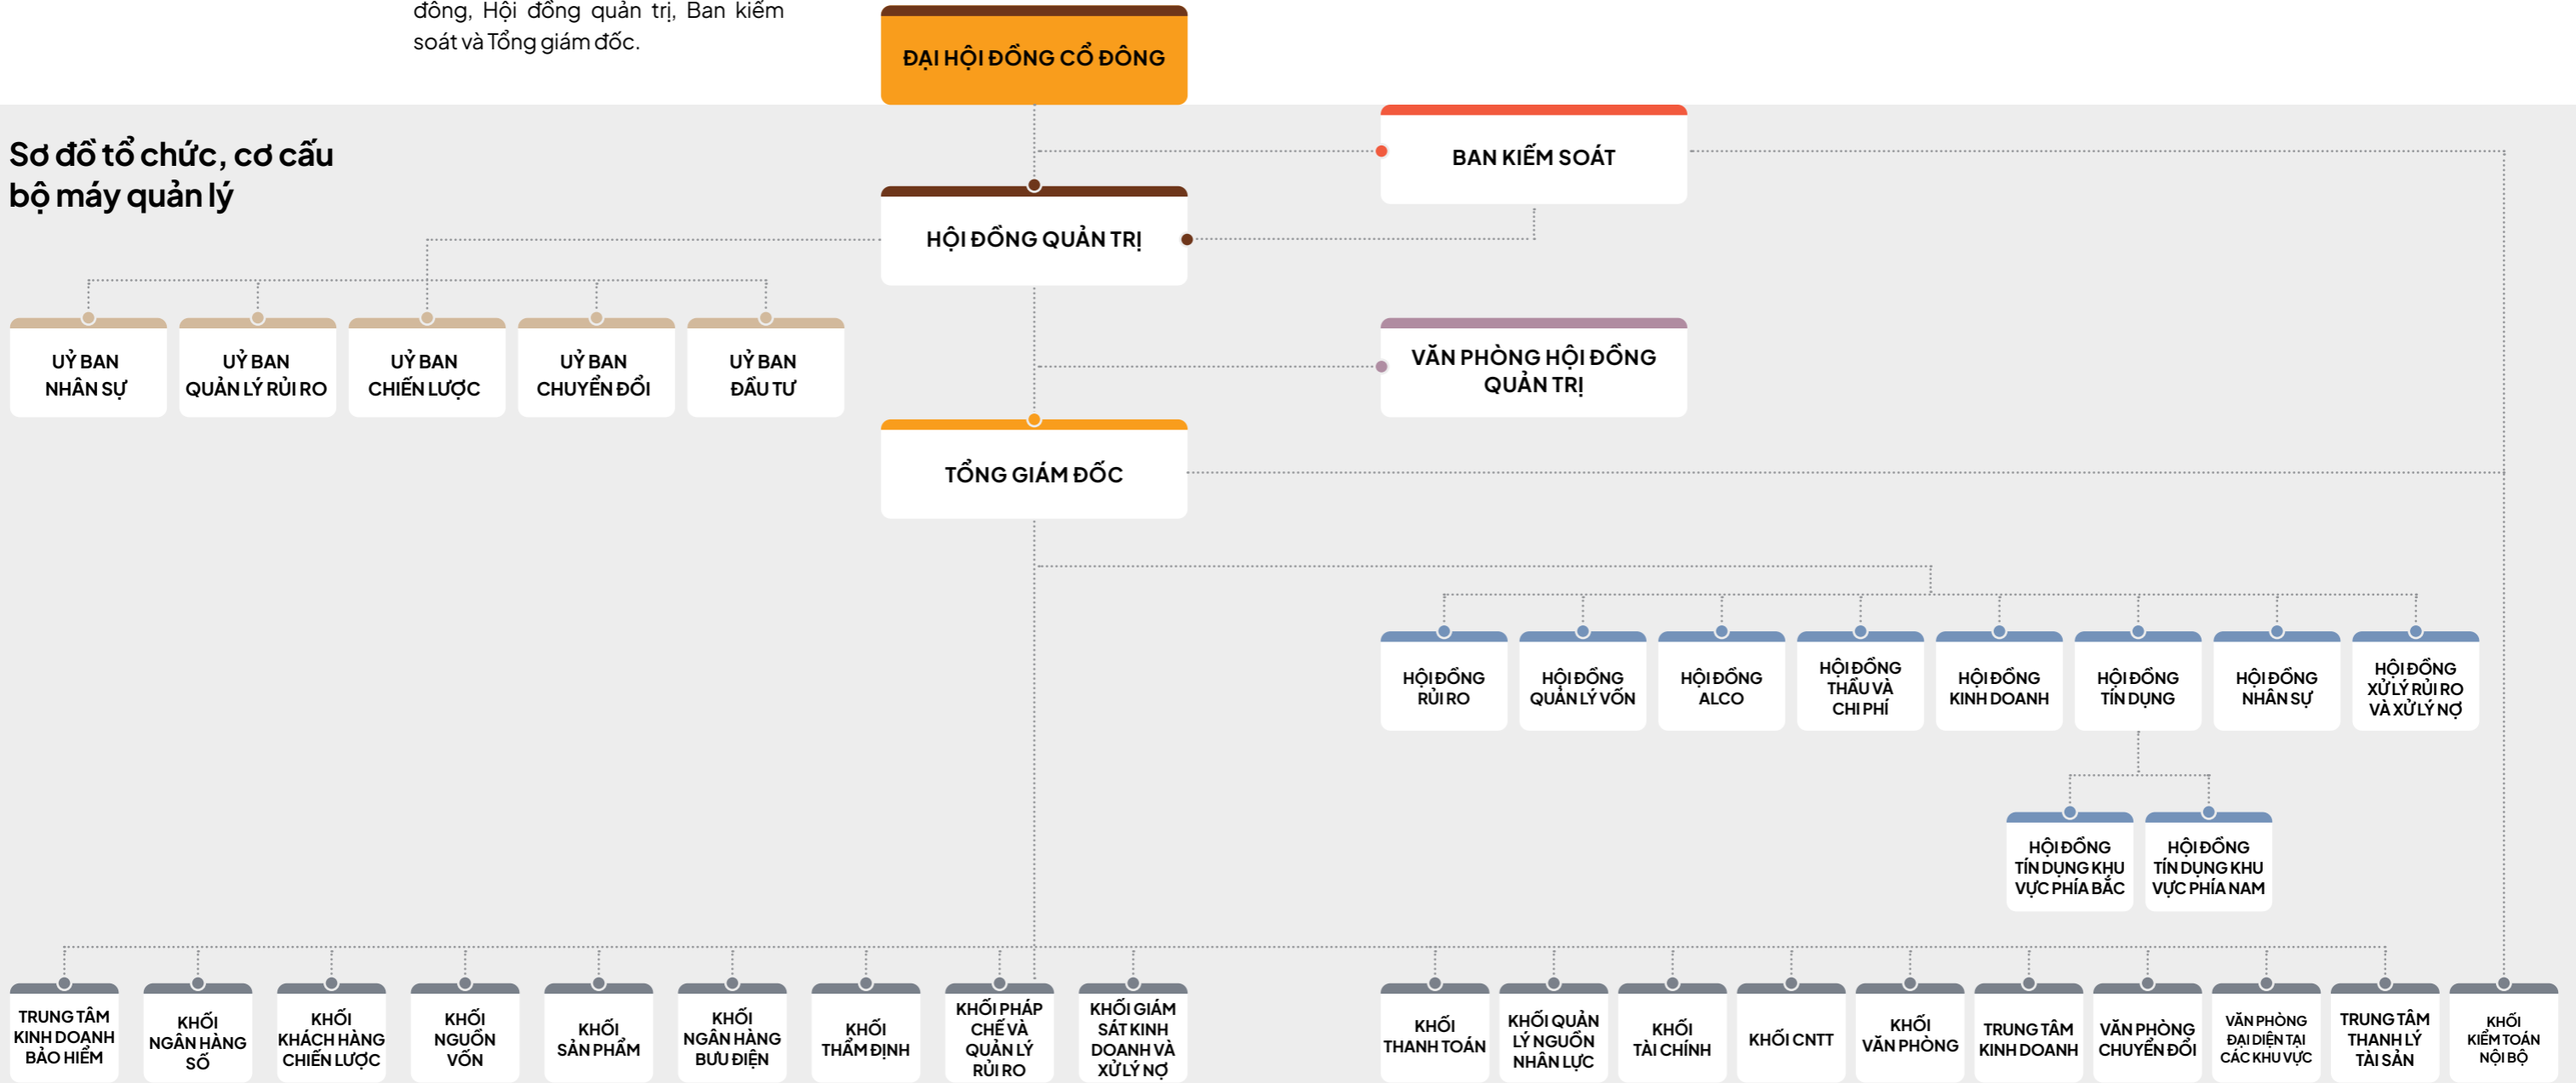 đông, Hội đồng quản trị, Ban kiểm
soát và Tổng giám đốc.
ĐẠI HỘI ĐỒNG CỔ ĐÔNG
Sơ đồ tổ chức, cơ cấu
bộ máy quản lý
BAN KIỂM SOÁT
HỘI ĐỒNG QUẢN TRỊ
UỶ BAN
NHÂN SỰ
UỶ BAN
QUẢN LÝ RỦI RO
UỶ BAN
CHIẾN LƯỢC
UỶ BAN
CHUYỂN ĐỔI
UỶ BAN
ĐẦU TƯ
VĂN PHÒNG HỘI ĐỒNG
QUẢN TRỊ
TỔNG GIÁM ĐỐC
HỘI ĐỒNG
RỦI RO
HỘI ĐỒNG
QUẢN LÝ VỐN
HỘI ĐỒNG
ALCO
HỘI ĐỒNG
THẦU VÀ
CHI PHÍ
HỘI ĐỒNG
KINH DOANH
HỘI ĐỒNG
TÍN DỤNG
HỘI ĐỒNG
NHÂN SỰ
HỘI ĐỒNG
XỬ LÝ RỦI RO
VÀ XỬ LÝ NỢ
HỘI ĐỒNG
TÍN DỤNG KHU
VỰC PHÍA BẮC
HỘI ĐỒNG
TÍN DỤNG KHU
VỰC PHÍA NAM
TRUNG TÂM
KINH DOANH
BẢO HIỂM
KHỐI
NGÂN HÀNG
SỐ
KHỐI
KHÁCH HÀNG
CHIẾN LƯỢC
KHỐI
NGUỒN
VỐN
KHỐI
SẢN PHẨM
KHỐI
NGÂN HÀNG
BƯU ĐIỆN
KHỐI
THẨM ĐỊNH
KHỐI PHÁP
CHẾ VÀ
QUẢN LÝ
RỦI RO
KHỐI GIÁM
SÁT KINH
DOANH VÀ
XỬ LÝ NỢ
KHỐI
THANH TOÁN
KHỐI QUẢN
LÝ NGUỒN
NHÂN LỰC
KHỐI
TÀI CHÍNH
KHỐI CNTT
KHỐI
VĂN PHÒNG
TRUNG TÂM
KINH DOANH
VĂN PHÒNG
CHUYỂN ĐỔI
VĂN PHÒNG
ĐẠI DIỆN TẠI
CÁC KHU VỰC
TRUNG TÂM
THANH LÝ
TÀI SẢN
KHỐI
KIỂM TOÁN
NỘI BỘ